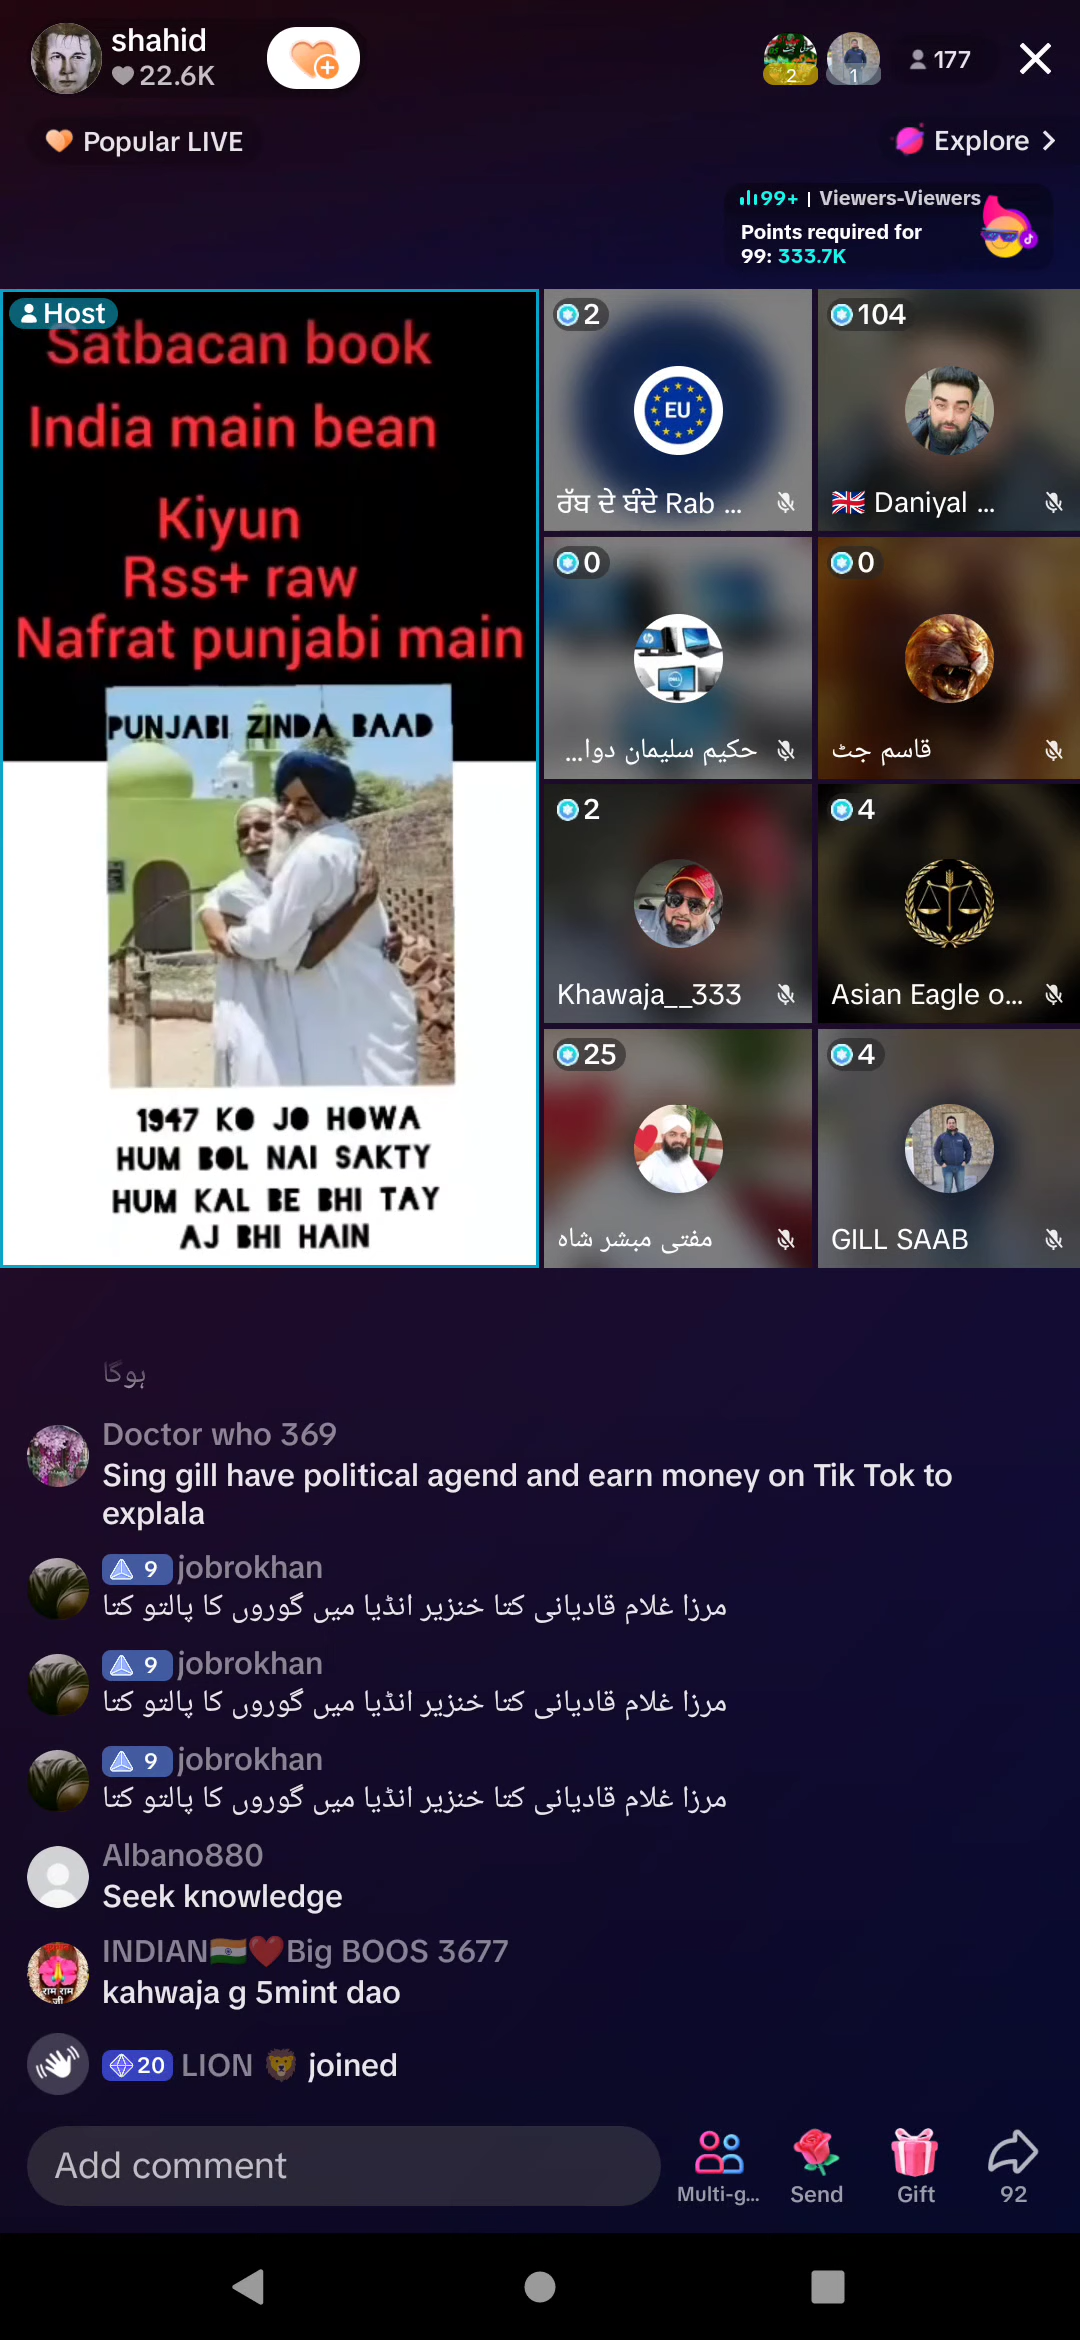 shahid
22.6K
2
1
177
Popular LIVE
Explore
99+ | Viewers-Viewers
Points required for
99: 333.7K
Host
Satbacan book
India main bean
Kiyun
Rss+ raw
Nafrat punjabi main
PUNJABI ZINDA BAAD
1947 KO JO HOWA
HUM BOL NAI SAKTY
HUM KAL BE BHI TAY
AJ BHI HAIN
2
EU
ਰੱਬ ਦੇ ਬੰਦੇ Rab ...
104
🇬🇧 Daniyal ...
0
حکیم سلیمان دوا...
0
قاسم جٹ
2
Khawaja__333
4
Asian Eagle o...
25
مفتی مبشر شاہ
4
GILL SAAB
ہوگا
Doctor who 369
Sing gill have political agend and earn money on Tik Tok to
explala
9 jobrokhan
مرزا غلام قادیانی کتا خنزیر انڈیا میں گوروں کا پالتو کتا
9 jobrokhan
مرزا غلام قادیانی کتا خنزیر انڈیا میں گوروں کا پالتو کتا
9 jobrokhan
مرزا غلام قادیانی کتا خنزیر انڈیا میں گوروں کا پالتو کتا
Albano880
Seek knowledge
INDIAN🇮🇳❤️Big BOOS 3677
kahwaja g 5mint dao
20 LION 🦁 joined
Add comment
Multi-g...
Send
Gift
92